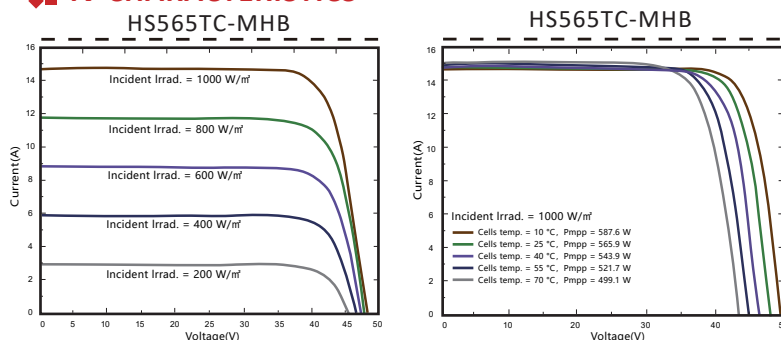 HS565TC-MHB
16
14
12
10
8
6
4
2
0
Current(A)
Incident Irrad. = 1000 W/㎡
Incident Irrad. = 800 W/㎡
Incident Irrad. = 600 W/㎡
Incident Irrad. = 400 W/㎡
Incident Irrad. = 200 W/㎡
0 5 10 15 20 25 30 35 40 45 50
Voltage(V)
HS565TC-MHB
16
14
12
10
8
6
4
2
0
Current(A)
Incident Irrad. = 1000 W/㎡
Cells temp. = 10 °C, Pmpp = 587.6 W
Cells temp. = 25 °C, Pmpp = 565.9 W
Cells temp. = 40 °C, Pmpp = 543.9 W
Cells temp. = 55 °C, Pmpp = 521.7 W
Cells temp. = 70 °C, Pmpp = 499.1 W
0 10 20 30 40
Voltage(V)